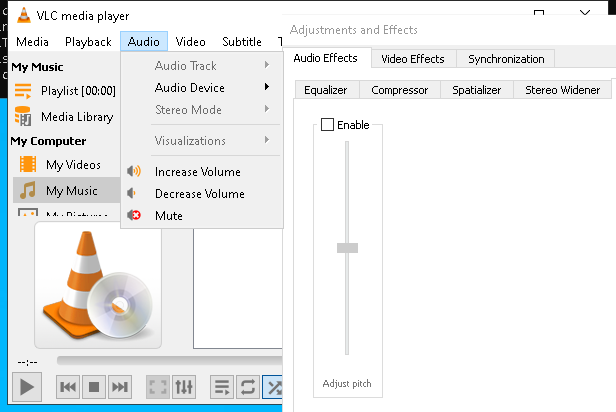 VLC media player
Media Playback Audio Video Subtitle T
My Music
Playlist [00:00]
Media Library
My Computer
My Videos
My Music
Audio Track
Audio Device
Stereo Mode
Visualizations
Increase Volume
Decrease Volume
Mute
--:--
Adjustments and Effects
Audio Effects Video Effects Synchronization
Equalizer Compressor Spatializer Stereo Widener
Enable
Adjust pitch